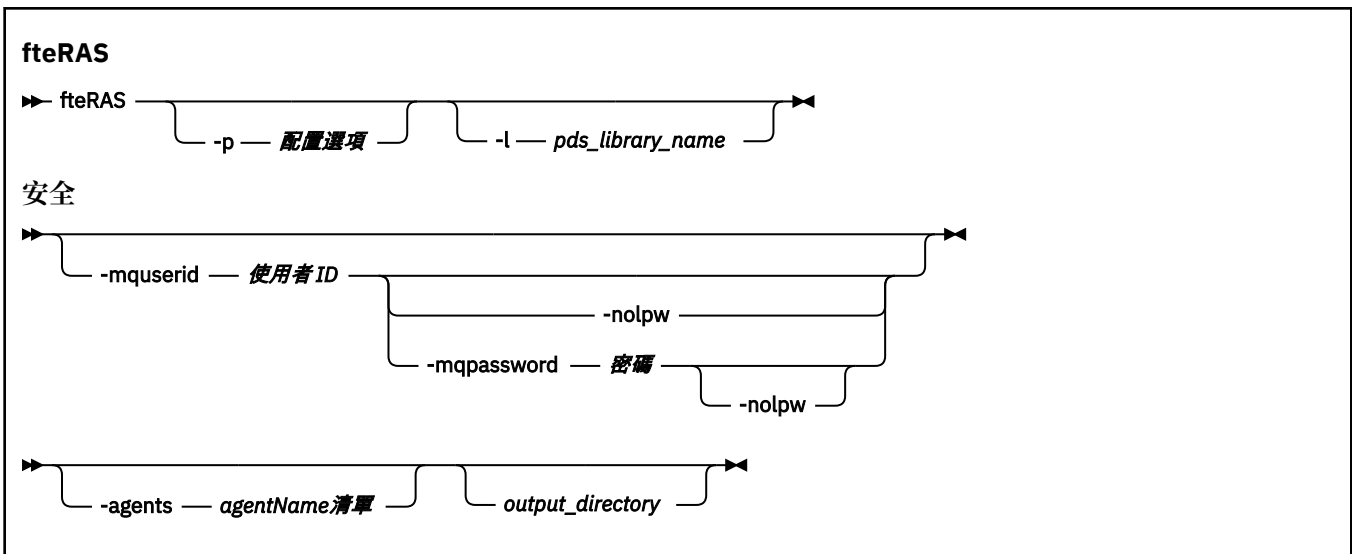 fteRAS
fteRAS
-p 配置選項 -l pds_library_name
安全
-mquserid 使用者 ID
-nolpw
-mqpassword 密碼
-nolpw
-agents agentName清單 output_directory